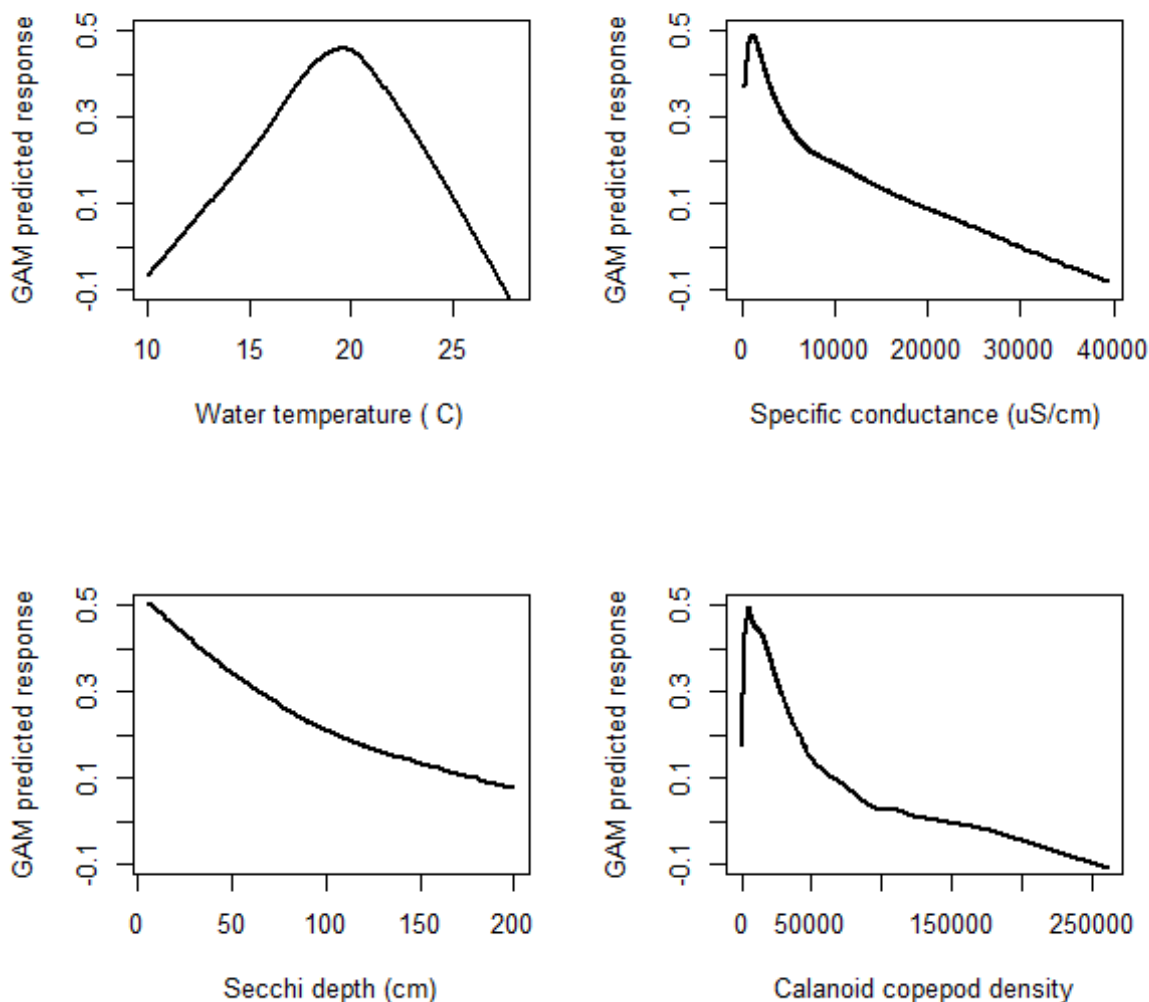 GAM predicted response
0.5
0.3
0.1
-0.1
10 15 20 25
Water temperature ( C)
GAM predicted response
0.5
0.3
0.1
-0.1
0 10000 20000 30000 40000
Specific conductance (uS/cm)
GAM predicted response
0.5
0.3
0.1
-0.1
0 50 100 150 200
Secchi depth (cm)
GAM predicted response
0.5
0.3
0.1
-0.1
0 50000 150000 250000
Calanoid copepod density